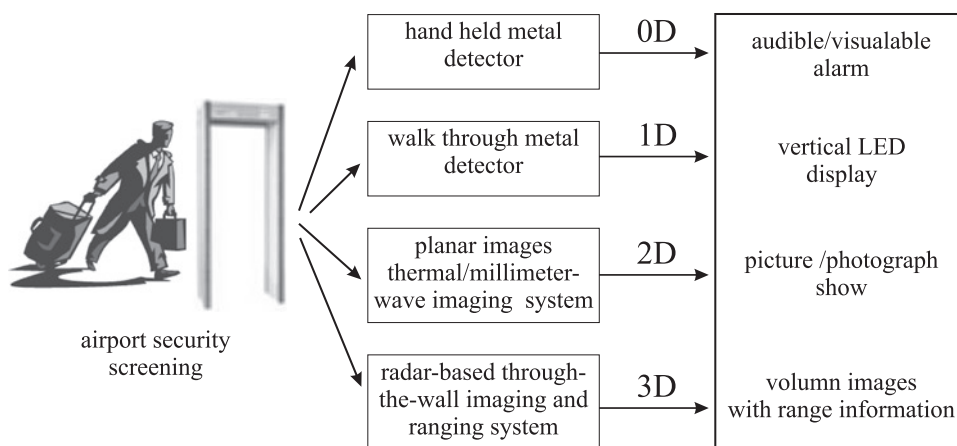 hand held metal
detector
0D
audible/visualable
alarm
walk through metal
detector
1D
vertical LED
display
planar images
thermal/millimeter-
wave imaging system
2D
picture /photograph
show
airport security
screening
radar-based through-
the-wall imaging and
ranging system
3D
volumn images
with range information